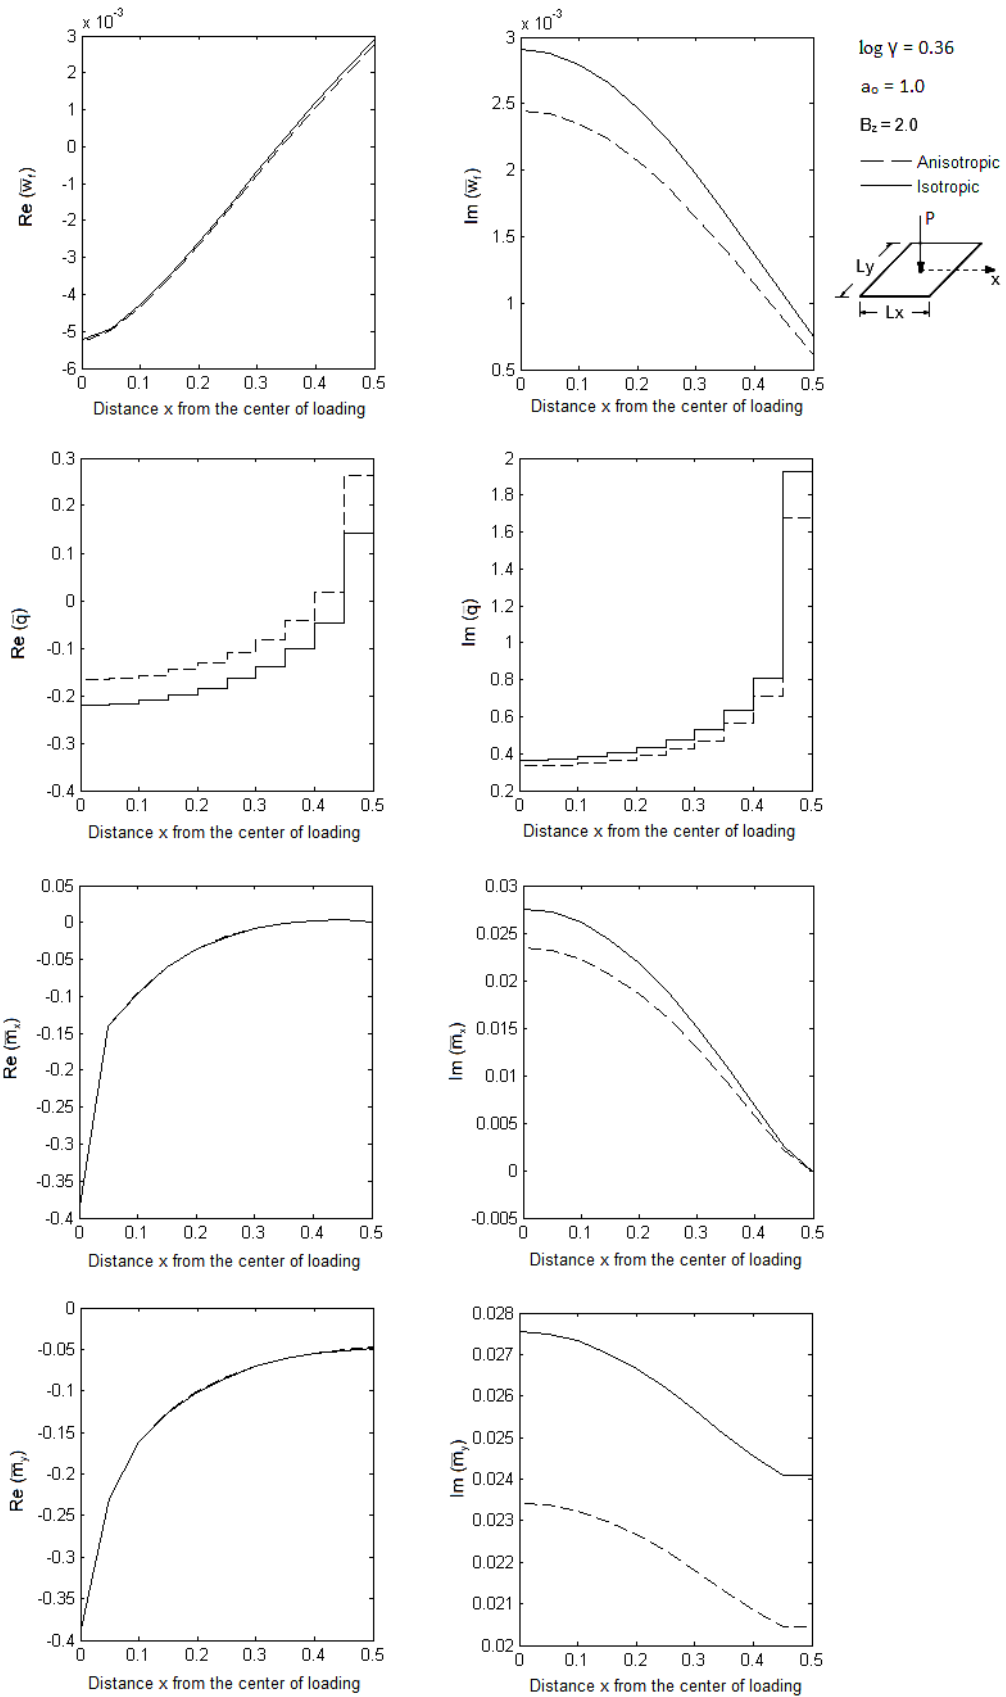 x 10⁻³
3
2
1
0
-1
-2
-3
-4
-5
-6
0 0.1 0.2 0.3 0.4 0.5
Re (w̅f)
Distance x from the center of loading
x 10⁻³
3
2.5
2
1.5
1
0.5
0 0.1 0.2 0.3 0.4 0.5
Im (w̅f)
Distance x from the center of loading
log γ = 0.36
a₀ = 1.0
B_z = 2.0
Anisotropic
Isotropic
P
Ly
x
Lx
0.3
0.2
0.1
0
-0.1
-0.2
-0.3
-0.4
0 0.1 0.2 0.3 0.4 0.5
Re (q̅)
Distance x from the center of loading
2
1.8
1.6
1.4
1.2
1
0.8
0.6
0.4
0.2
0 0.1 0.2 0.3 0.4 0.5
Im (q̅)
Distance x from the center of loading
0.05
0
-0.05
-0.1
-0.15
-0.2
-0.25
-0.3
-0.35
-0.4
0 0.1 0.2 0.3 0.4 0.5
Re (m̅ₓ)
Distance x from the center of loading
0.03
0.025
0.02
0.015
0.01
0.005
0
-0.005
0 0.1 0.2 0.3 0.4 0.5
Im (m̅ₓ)
Distance x from the center of loading
0
-0.05
-0.1
-0.15
-0.2
-0.25
-0.3
-0.35
-0.4
0 0.1 0.2 0.3 0.4 0.5
Re (m̅y)
Distance x from the center of loading
0.028
0.027
0.026
0.025
0.024
0.023
0.022
0.021
0.02
0 0.1 0.2 0.3 0.4 0.5
Im (m̅y)
Distance x from the center of loading